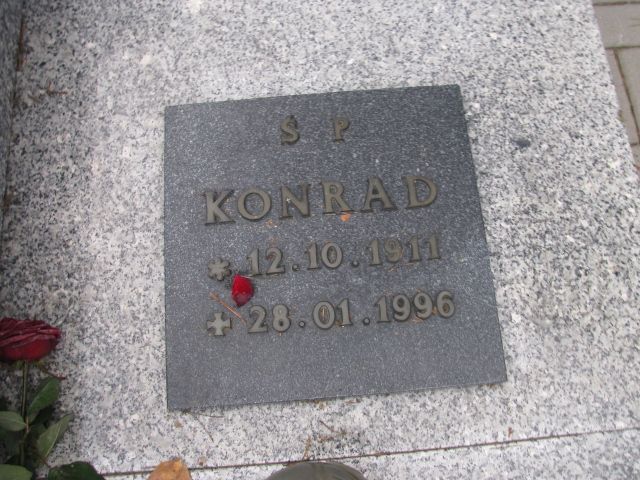 Ś P
KONRAD
* 12.10.1911
+ 28.01.1996